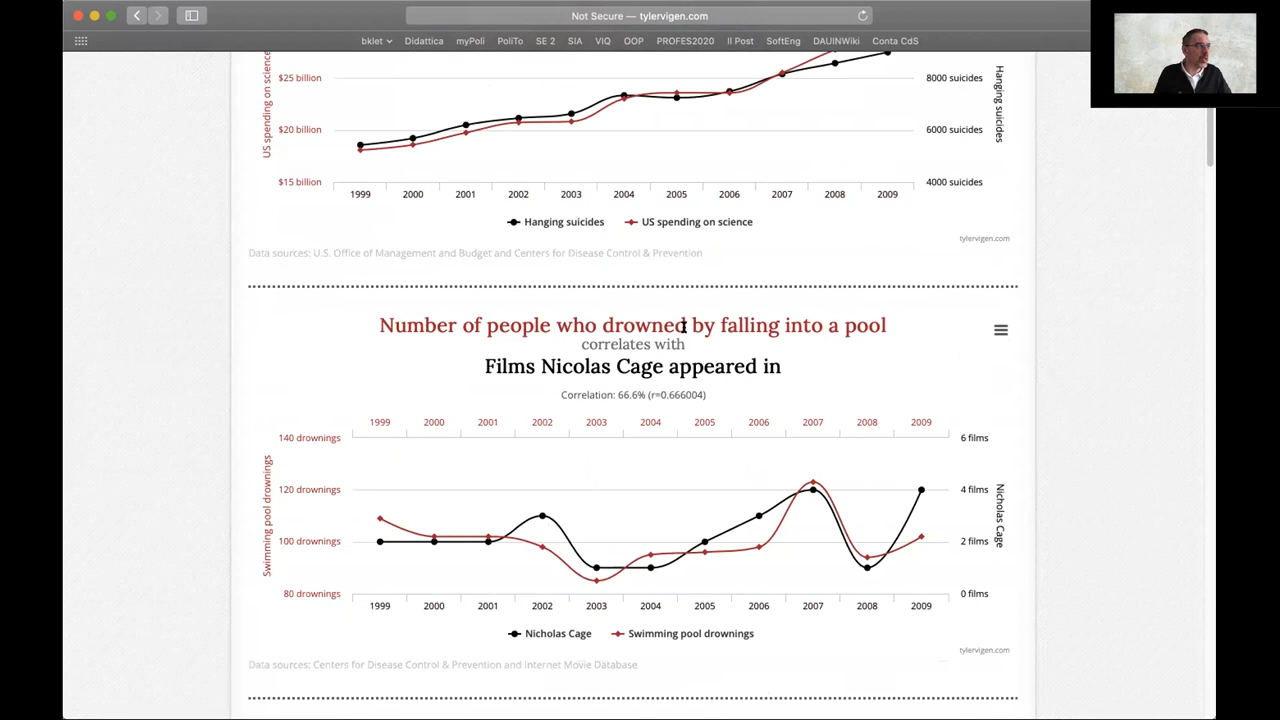 Not Secure — tylervigen.com
bklet Didattica myPoli PoliTo SE 2 SIA VIQ OOP PROFES2020 Il Post SoftEng DAUINWiki Conta CdS
US spending on science
$25 billion
$20 billion
$15 billion
8000 suicides
6000 suicides
4000 suicides
Hanging suicides
1999 2000 2001 2002 2003 2004 2005 2006 2007 2008 2009
Hanging suicides US spending on science
tylervigen.com
Data sources: U.S. Office of Management and Budget and Centers for Disease Control & Prevention
Number of people who drowned by falling into a pool
correlates with
Films Nicolas Cage appeared in
Correlation: 66.6% (r=0.666004)
1999 2000 2001 2002 2003 2004 2005 2006 2007 2008 2009
Swimming pool drownings
140 drownings
120 drownings
100 drownings
80 drownings
6 films
4 films
2 films
0 films
Nicholas Cage
1999 2000 2001 2002 2003 2004 2005 2006 2007 2008 2009
Nicholas Cage Swimming pool drownings
tylervigen.com
Data sources: Centers for Disease Control & Prevention and Internet Movie Database